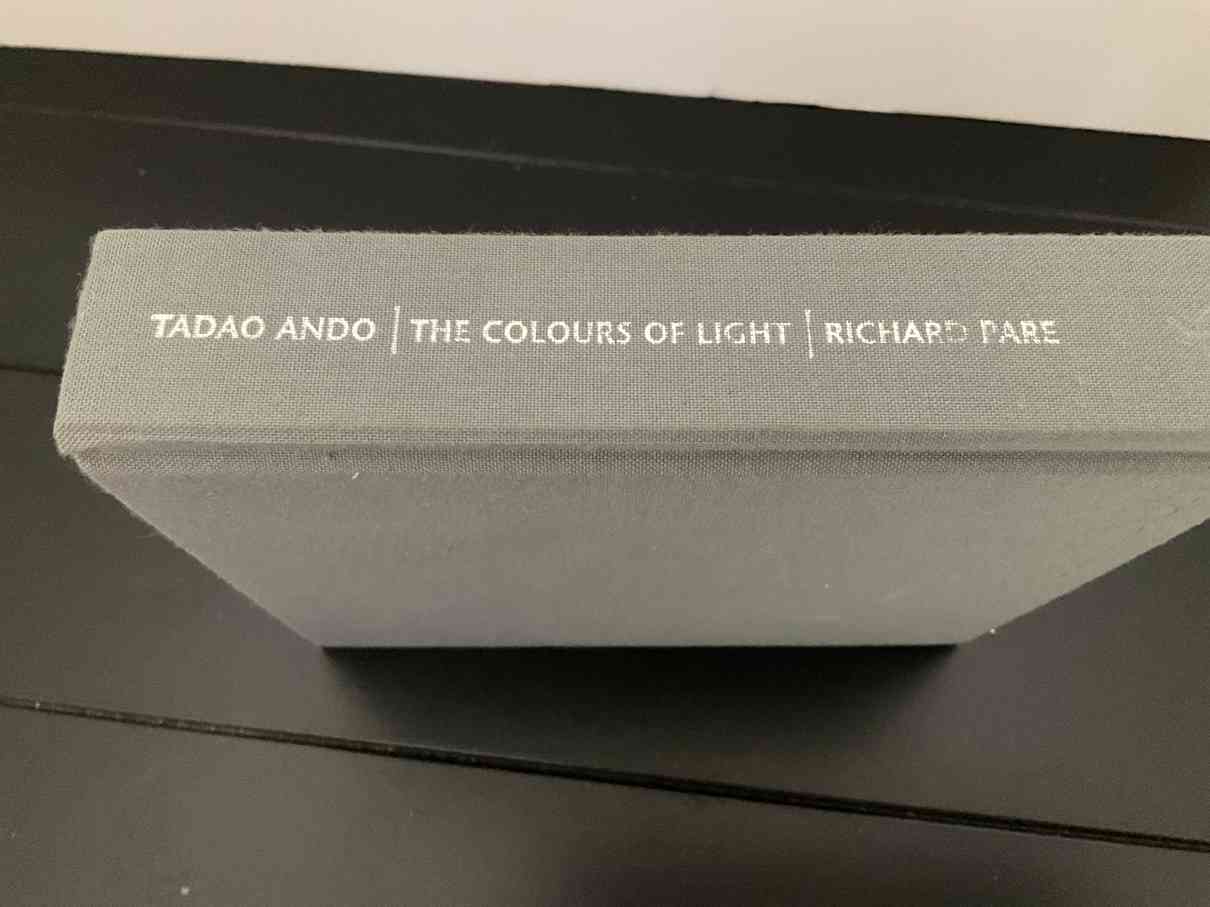 TADAO ANDO | THE COLOURS OF LIGHT | RICHARD PARE